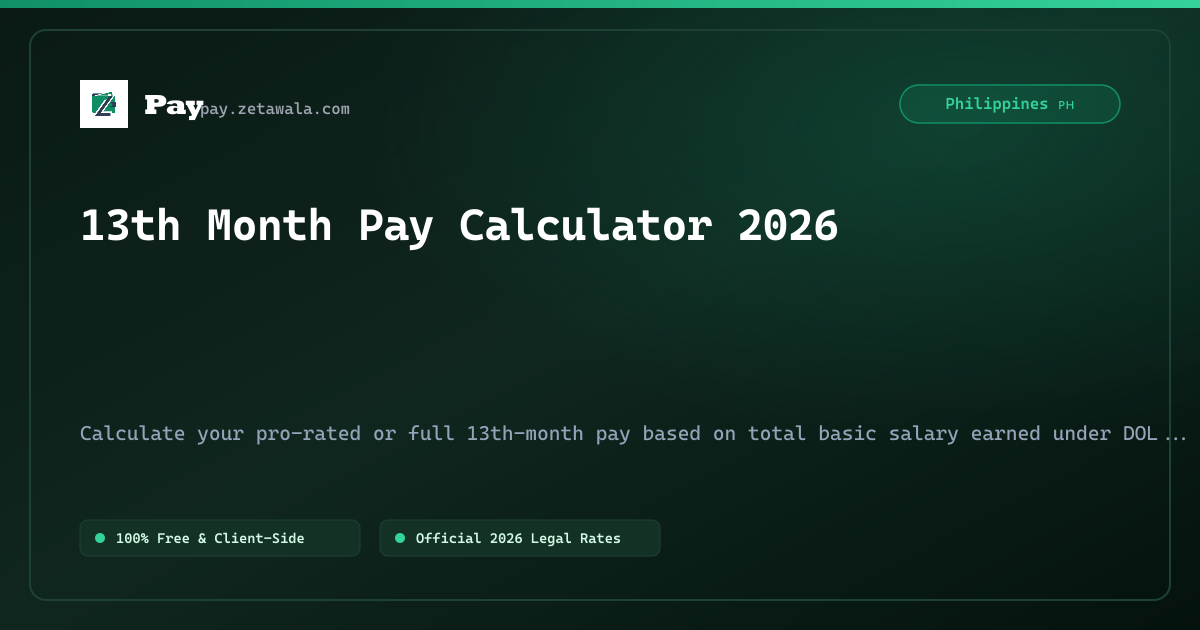 Pay
pay.zetawala.com
Philippines PH
13th Month Pay Calculator 2026
Calculate your pro-rated or full 13th-month pay based on total basic salary earned under DOL...
100% Free & Client-Side
Official 2026 Legal Rates